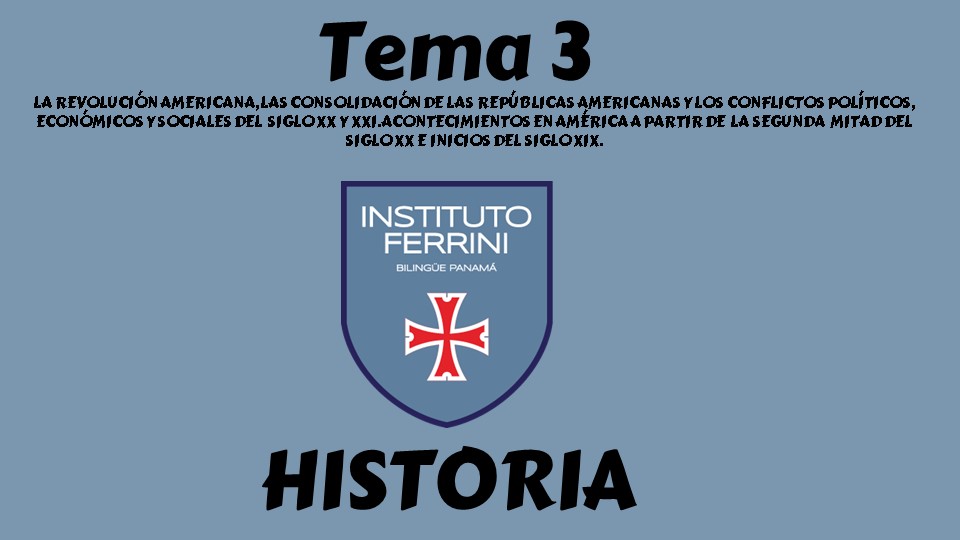 Tema 3
LA REVOLUCIÓN AMERICANA,LAS CONSOLIDACIÓN DE LAS REPÚBLICAS AMERICANAS Y LOS CONFLICTOS POLÍTICOS,
ECONÓMICOS Y SOCIALES DEL SIGLO XX Y XXI.ACONTECIMIENTOS EN AMÉRICA A PARTIR DE LA SEGUNDA MITAD DEL
SIGLO XX E INICIOS DEL SIGLO XIX.
INSTITUTO
FERRINI
BILINGÜE PANAMÁ
HISTORIA